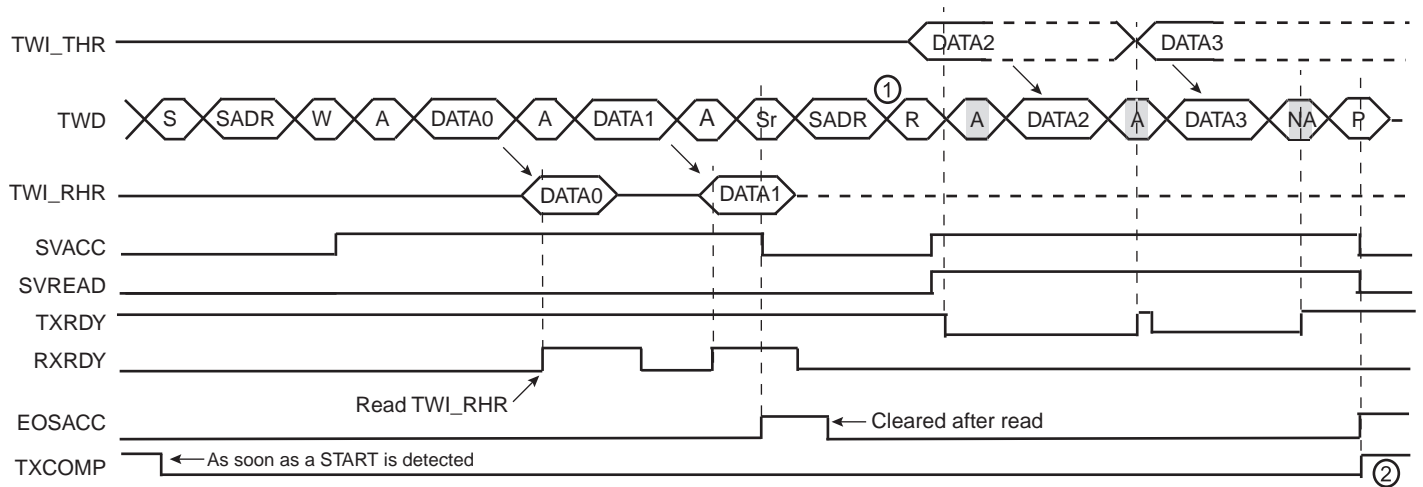 TWI_THR DATA2 DATA3
1
TWD S SADR W A DATA0 A DATA1 A Sr SADR R A DATA2 A DATA3 NA P
TWI_RHR DATA0 DATA1
SVACC
SVREAD
TXRDY
RXRDY
Read TWI_RHR
EOSACC Cleared after read
TXCOMP As soon as a START is detected 2